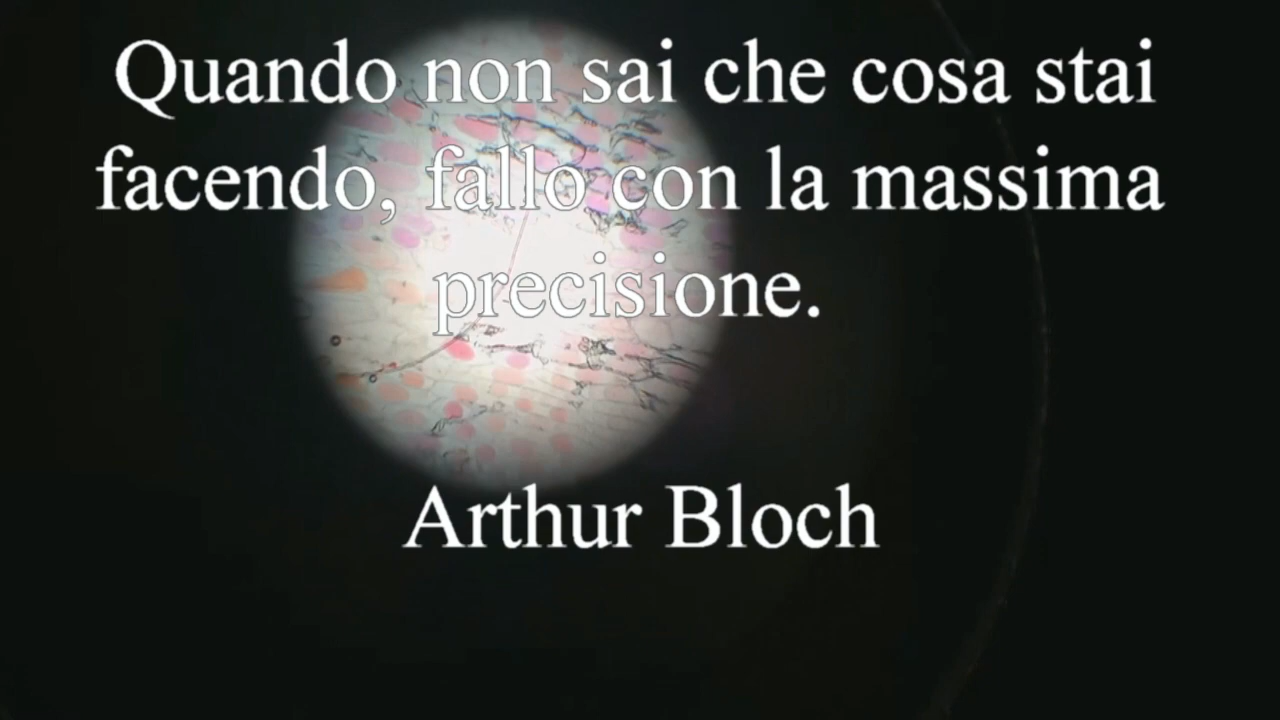 Quando non sai che cosa stai
facendo, fallo con la massima
precisione.
Arthur Bloch